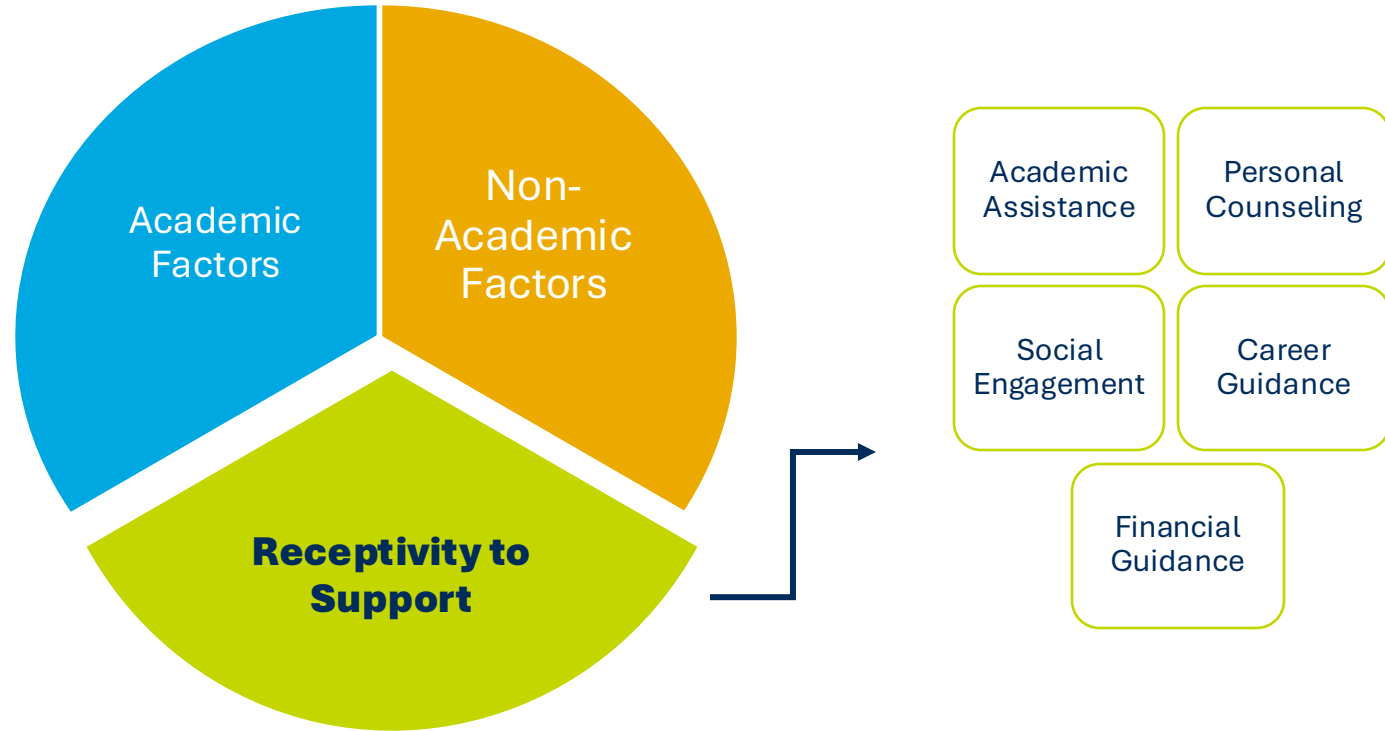 Academic
Factors
Non-
Academic
Factors
Receptivity to
Support
Academic
Assistance
Personal
Counseling
Social
Engagement
Career
Guidance
Financial
Guidance